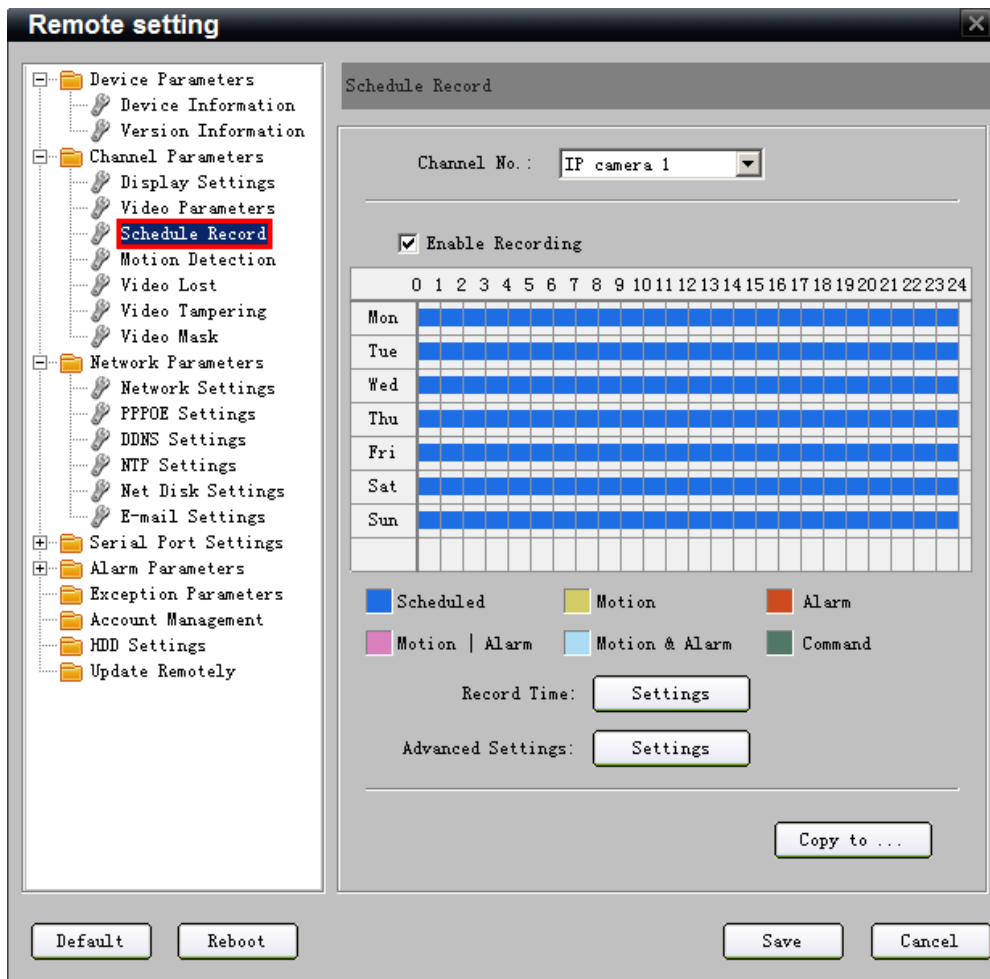 Remote setting
Device Parameters
Device Information
Version Information
Channel Parameters
Display Settings
Video Parameters
Schedule Record
Motion Detection
Video Lost
Video Tampering
Video Mask
Network Parameters
Network Settings
PPPOE Settings
DDNS Settings
NTP Settings
Net Disk Settings
E-mail Settings
Serial Port Settings
Alarm Parameters
Exception Parameters
Account Management
HDD Settings
Update Remotely
Schedule Record
Channel No.: IP camera 1
Enable Recording
0 1 2 3 4 5 6 7 8 9 10 11 12 13 14 15 16 17 18 19 20 21 22 23 24
Mon
Tue
Wed
Thu
Fri
Sat
Sun
Scheduled Motion Alarm
Motion | Alarm Motion & Alarm Command
Record Time: Settings
Advanced Settings: Settings
Copy to ...
Default Reboot Save Cancel